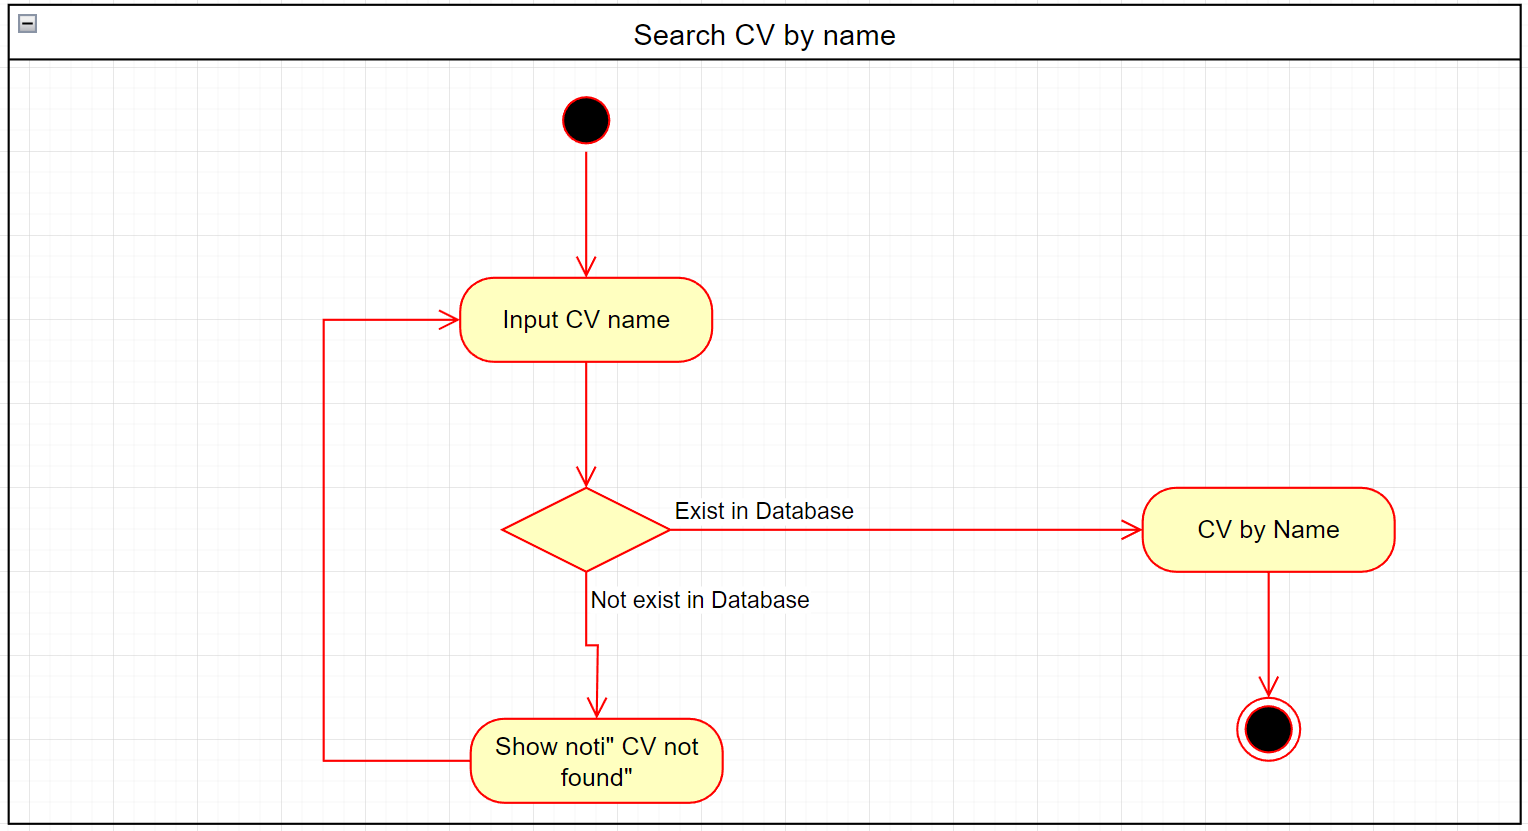 Search CV by name
Input CV name
Exist in Database
CV by Name
Not exist in Database
Show noti" CV not
found"